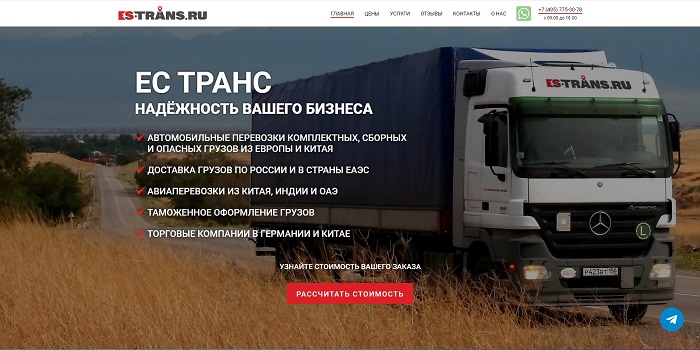 ES-TRANS.RU
ГЛАВНАЯ ЦЕНЫ УСЛУГИ ОТЗЫВЫ КОНТАКТЫ О НАС
+7 (495) 775-30-78
с 09.00 до 18.00
ЕС ТРАНС
НАДЁЖНОСТЬ ВАШЕГО БИЗНЕСА
АВТОМОБИЛЬНЫЕ ПЕРЕВОЗКИ КОМПЛЕКТНЫХ, СБОРНЫХ
И ОПАСНЫХ ГРУЗОВ ИЗ ЕВРОПЫ И КИТАЯ
ДОСТАВКА ГРУЗОВ ПО РОССИИ И В СТРАНЫ ЕАЭС
АВИАПЕРЕВОЗКИ ИЗ КИТАЯ, ИНДИИ И ОАЭ
ТАМОЖЕННОЕ ОФОРМЛЕНИЕ ГРУЗОВ
ТОРГОВЫЕ КОМПАНИИ В ГЕРМАНИИ И КИТАЕ
УЗНАЙТЕ СТОИМОСТЬ ВАШЕГО ЗАКАЗА
РАССЧИТАТЬ СТОИМОСТЬ
ES-TRANS.RU
Actros
L